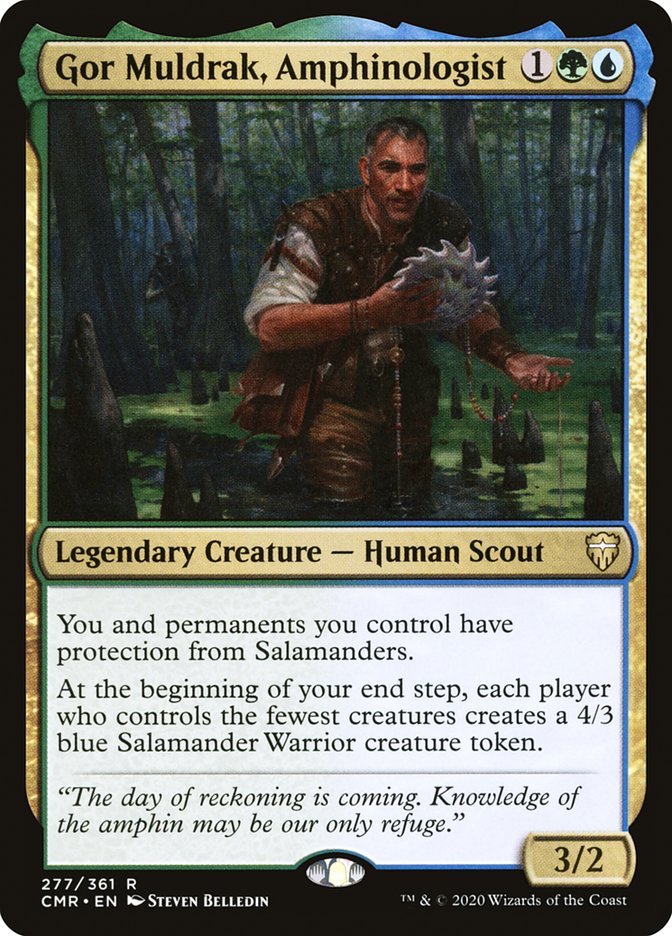 Gor Muldrak, Amphinologist 1
Legendary Creature — Human Scout
You and permanents you control have
protection from Salamanders.
At the beginning of your end step, each player
who controls the fewest creatures creates a 4/3
blue Salamander Warrior creature token.
“The day of reckoning is coming. Knowledge of
the amphin may be our only refuge.”
3/2
277/361 R
CMR • EN Steven Belledin
™ & © 2020 Wizards of the Coast